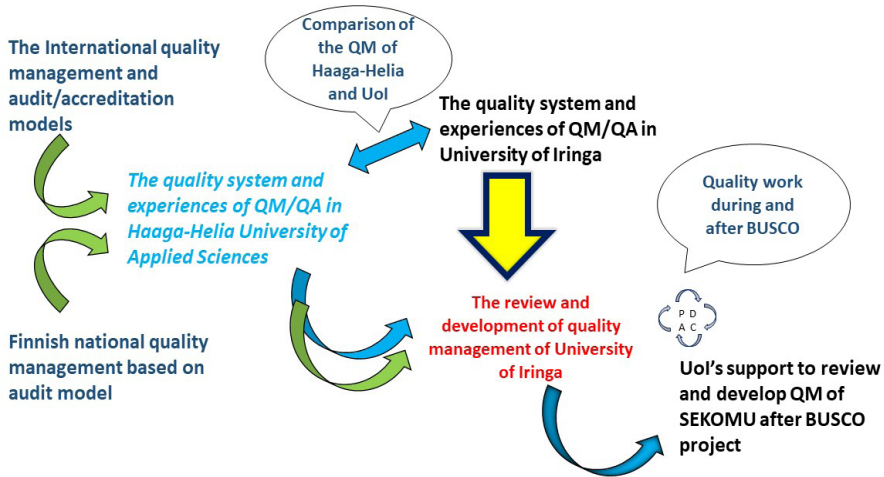 The International quality
management and
audit/accreditation
models
Comparison of
the QM of
Haaga-Helia
and UoI
The quality system and
experiences of QM/QA in
University of Iringa
The quality system and
experiences of QM/QA in
Haaga-Helia University of
Applied Sciences
Quality work
during and
after BUSCO
Finnish national quality
management based on
audit model
The review and
development of quality
management of University
of Iringa
P D
A C
UoI's support to review
and develop QM of
SEKOMU after BUSCO
project